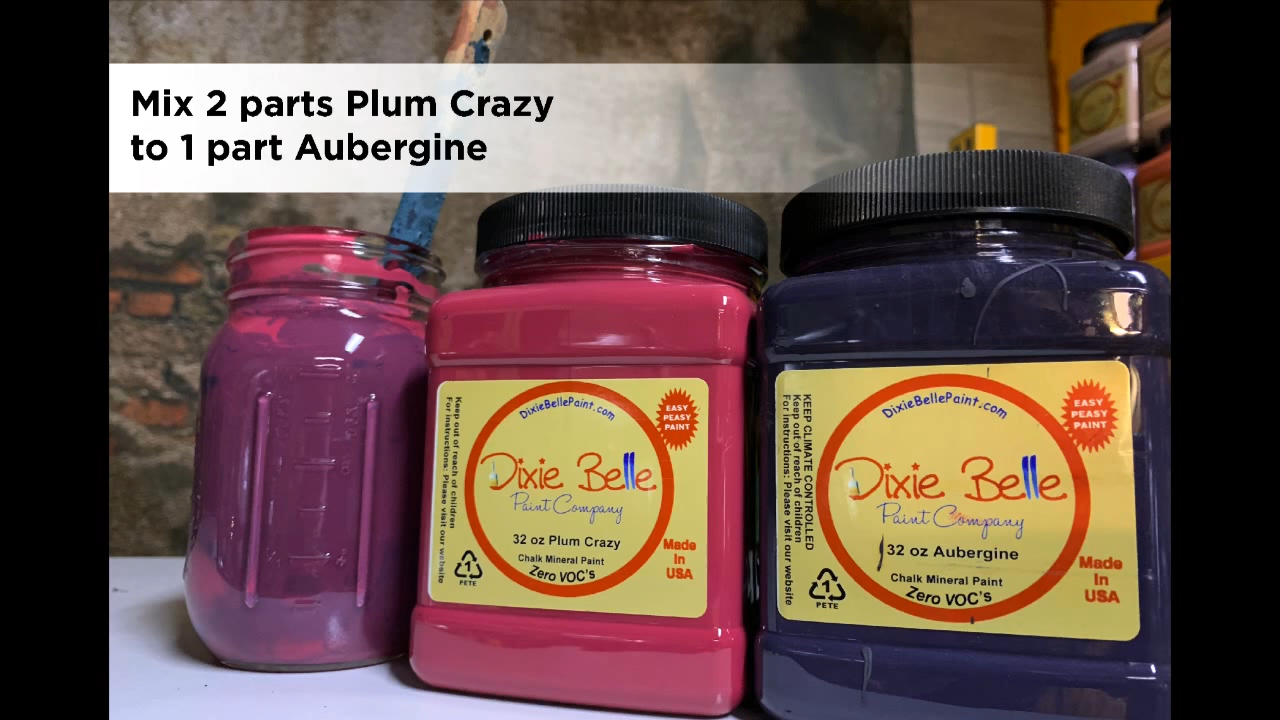 Mix 2 parts Plum Crazy
to 1 part Aubergine
Keep out of reach of children
For instructions: Please visit our website
DixieBellePaint.com
EASY
PEASY
PAINT
Dixie Belle
Paint Company
32 oz Plum Crazy
Chalk Mineral Paint
Zero VOC's
Made
In
USA
1
PETE
KEEP CLIMATE CONTROLLED
Keep out of reach of children
For instructions: Please visit our website
DixieBellePaint.com
EASY
PEASY
PAINT
Dixie Belle
Paint Company
32 oz Aubergine
Chalk Mineral Paint
Zero VOC's
Made
In
USA
1
PETE